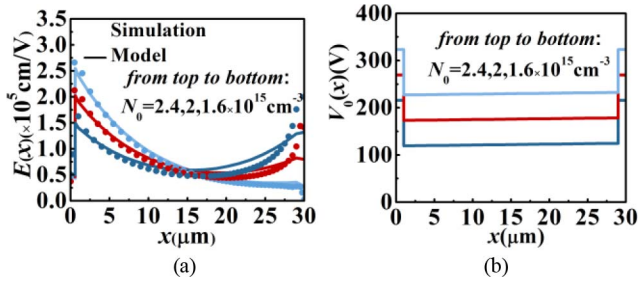 3.5
3.0
2.5
2.0
1.5
1.0
0.5
0.0
E(x)(×10⁵cm/V)
Simulation
Model
from top to bottom:
N₀=2.4,2,1.6×10¹⁵cm⁻³
0 5 10 15 20 25 30
x(μm)
(a)
400
300
200
100
0
V₀(x)(V)
from top to bottom:
N₀=2.4,2,1.6×10¹⁵cm⁻³
0 10 20 30
x(μm)
(b)